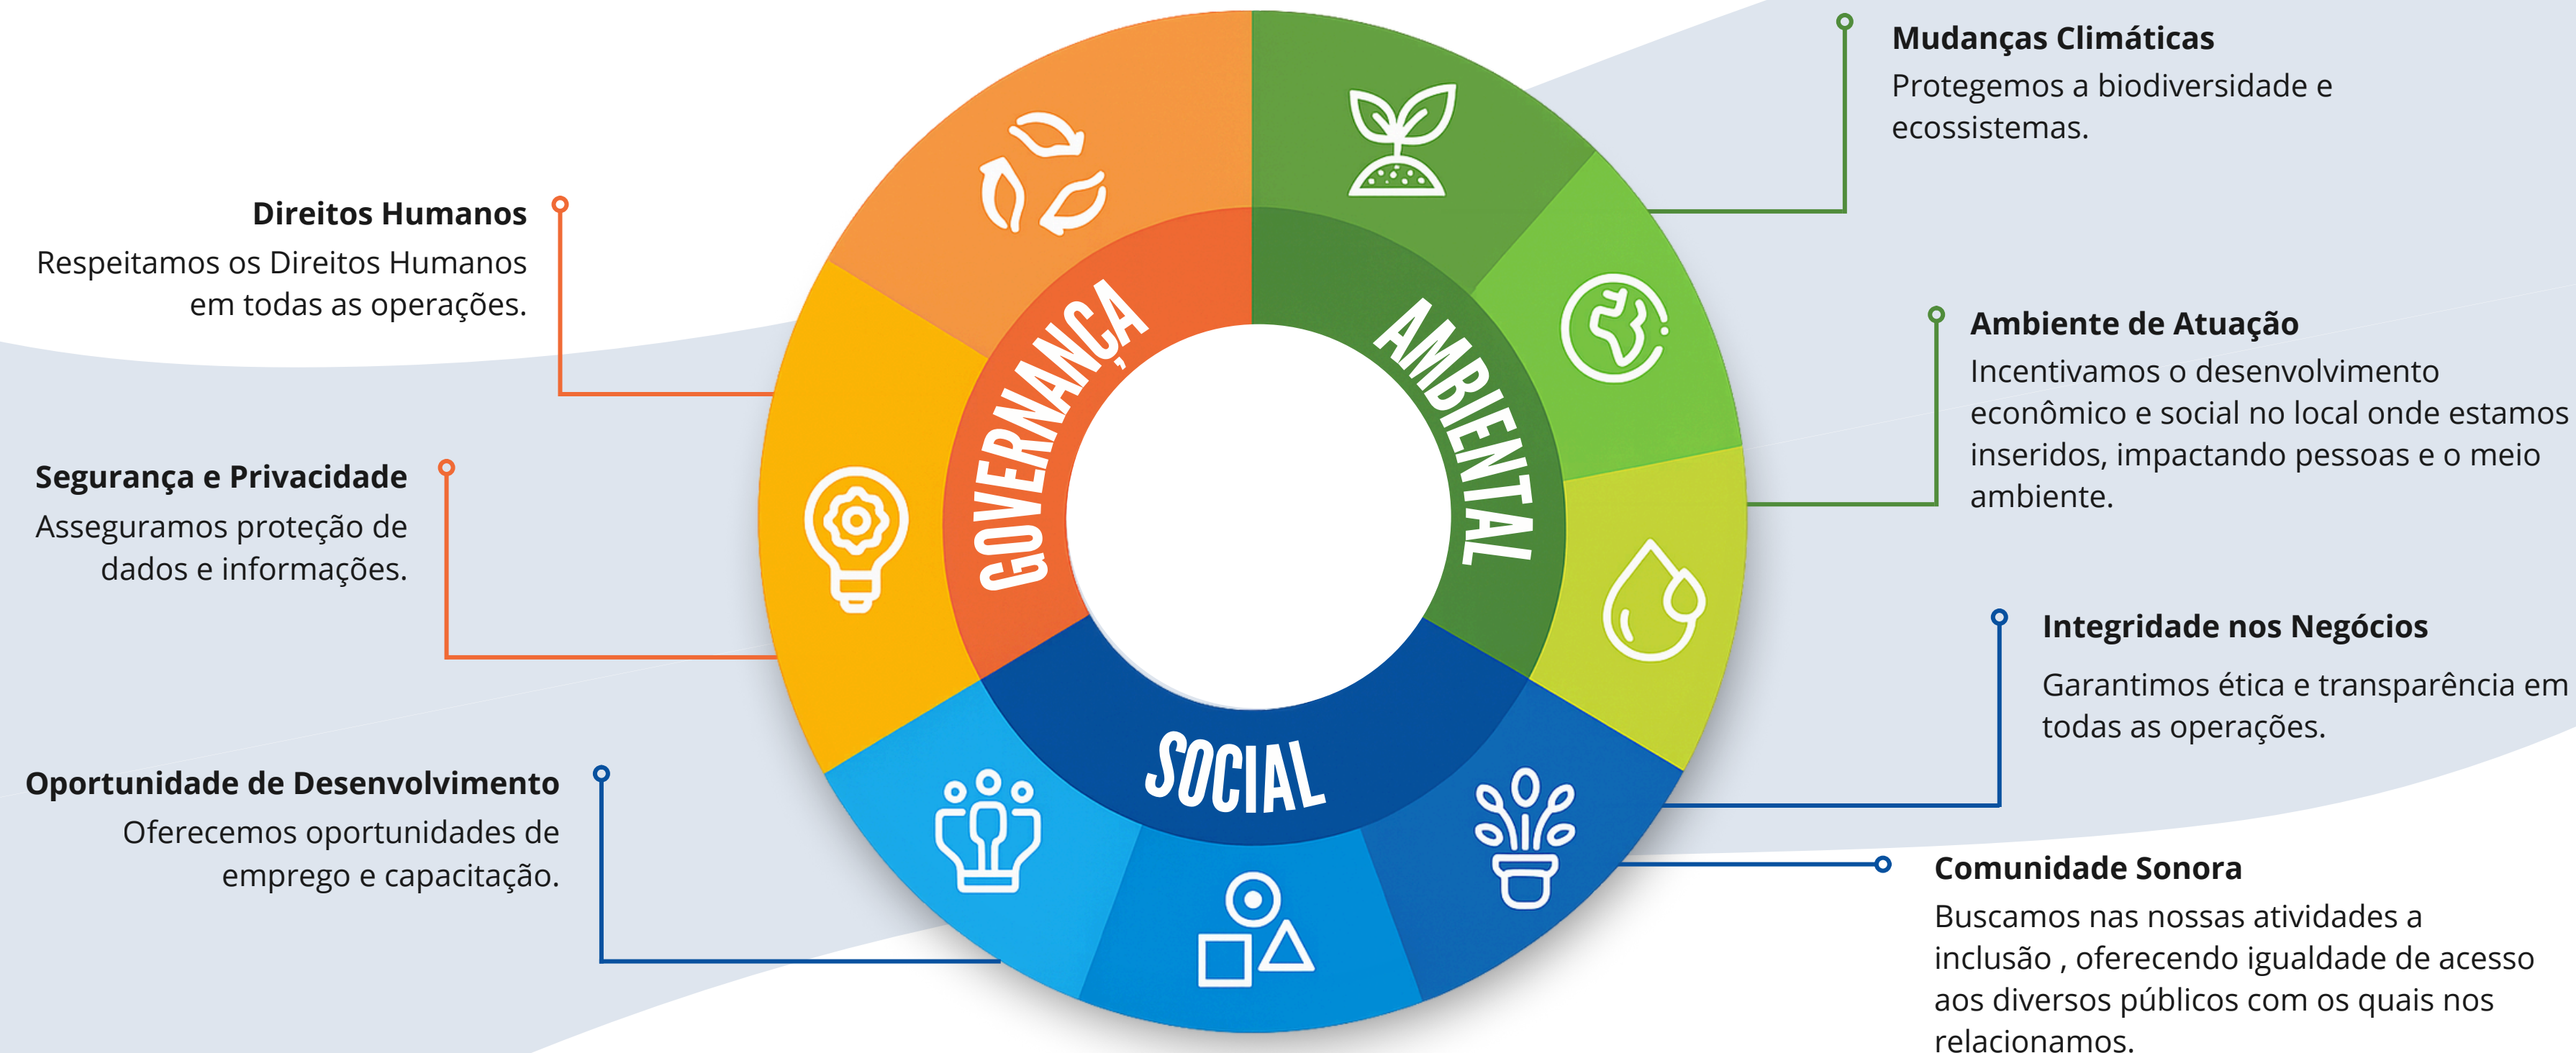 Mudanças Climáticas
Protegemos a biodiversidade e
ecossistemas.
Direitos Humanos
Respeitamos os Direitos Humanos
em todas as operações.
GOVERNANÇA
AMBIENTAL
SOCIAL
Ambiente de Atuação
Incentivamos o desenvolvimento
econômico e social no local onde estamos
inseridos, impactando pessoas e o meio
ambiente.
Segurança e Privacidade
Asseguramos proteção de
dados e informações.
Integridade nos Negócios
Garantimos ética e transparência em
todas as operações.
Oportunidade de Desenvolvimento
Oferecemos oportunidades de
emprego e capacitação.
Comunidade Sonora
Buscamos nas nossas atividades a
inclusão , oferecendo igualdade de acesso
aos diversos públicos com os quais nos
relacionamos.